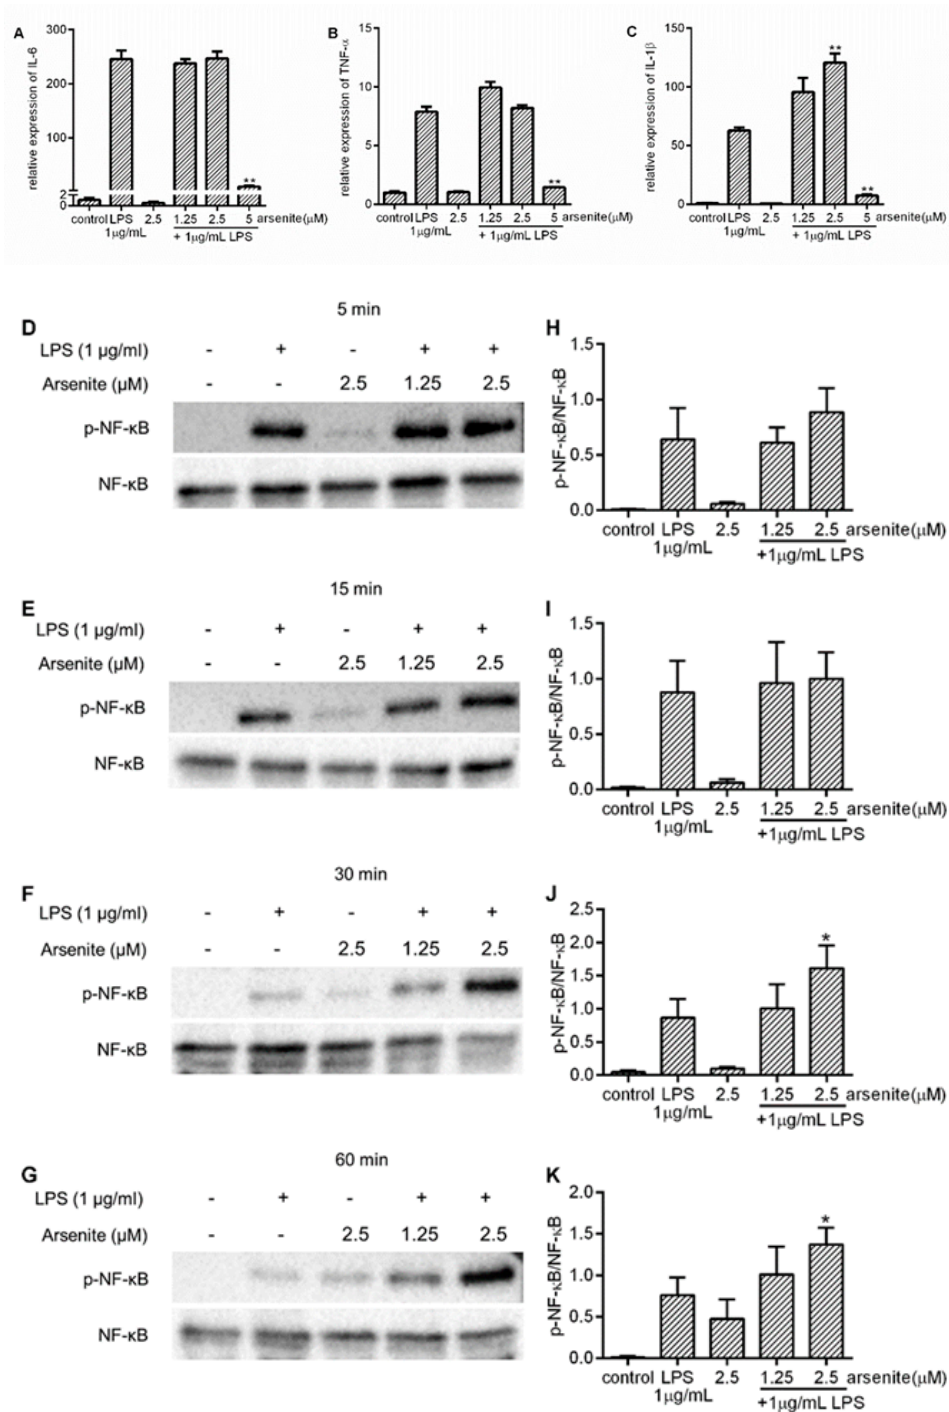 A
relative expression of IL-6
300
200
100
2
0
control LPS 2.5 1.25 2.5 5 arsenite(μM)
1μg/mL + 1μg/mL LPS
**
B
relative expression of TNF-α
15
10
5
0
control LPS 2.5 1.25 2.5 5 arsenite(μM)
1μg/mL + 1μg/mL LPS
**
C
relative expression of IL-1β
150
100
50
0
control LPS 2.5 1.25 2.5 5 arsenite(μM)
1μg/mL + 1μg/mL LPS
**
**
D
5 min
LPS (1 μg/ml) - + - + +
Arsenite (μM) - - 2.5 1.25 2.5
p-NF-κB
NF-κB
H
p-NF-κB/NF-κB
1.5
1.0
0.5
0.0
control LPS 2.5 1.25 2.5 arsenite(μM)
1μg/mL +1μg/mL LPS
E
15 min
LPS (1 μg/ml) - + - + +
Arsenite (μM) - - 2.5 1.25 2.5
p-NF-κB
NF-κB
I
p-NF-κB/NF-κB
1.5
1.0
0.5
0.0
control LPS 2.5 1.25 2.5 arsenite(μM)
1μg/mL +1μg/mL LPS
F
30 min
LPS (1 μg/ml) - + - + +
Arsenite (μM) - - 2.5 1.25 2.5
p-NF-κB
NF-κB
J
p-NF-κB/NF-κB
2.5
2.0
1.5
1.0
0.5
0.0
*
control LPS 2.5 1.25 2.5 arsenite(μM)
1μg/mL +1μg/mL LPS
G
60 min
LPS (1 μg/ml) - + - + +
Arsenite (μM) - - 2.5 1.25 2.5
p-NF-κB
NF-κB
K
p-NF-κB/NF-κB
2.0
1.5
1.0
0.5
0.0
*
control LPS 2.5 1.25 2.5 arsenite(μM)
1μg/mL +1μg/mL LPS